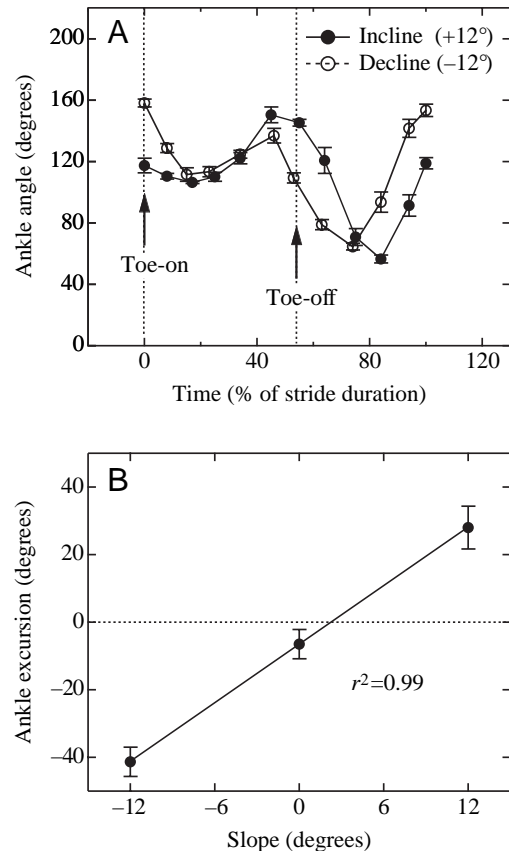 A
Incline (+12°)
Decline (–12°)
Ankle angle (degrees)
200
160
120
80
40
0
Toe-on
Toe-off
0 40 80 120
Time (% of stride duration)
B
Ankle excursion (degrees)
40
20
0
–20
–40
r²=0.99
–12 –6 0 6 12
Slope (degrees)